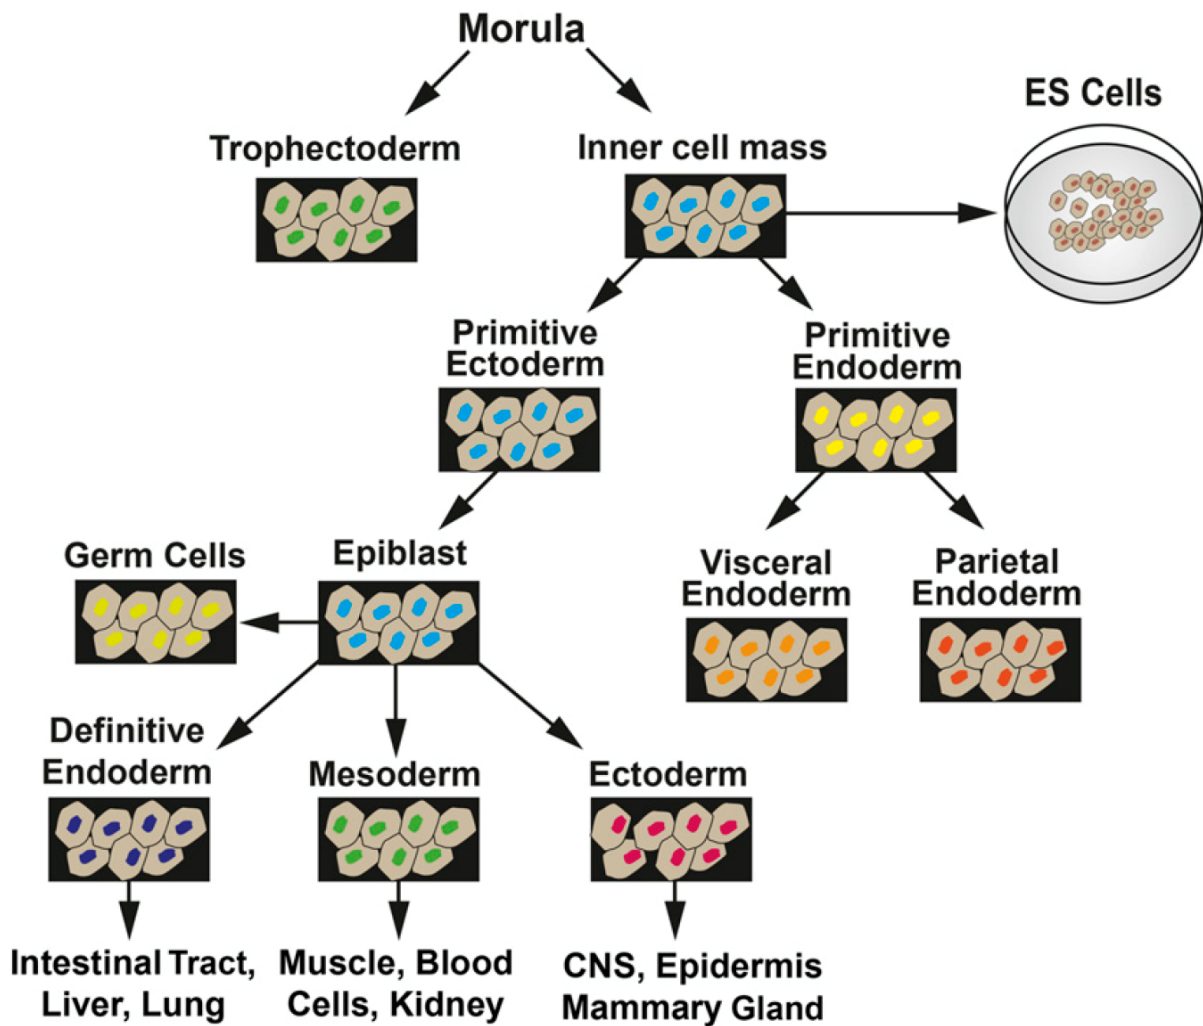 Morula
ES Cells
Trophectoderm
Inner cell mass
Primitive
Ectoderm
Primitive
Endoderm
Germ Cells
Epiblast
Visceral
Endoderm
Parietal
Endoderm
Definitive
Endoderm
Mesoderm
Ectoderm
Intestinal Tract,
Liver, Lung
Muscle, Blood
Cells, Kidney
CNS, Epidermis
Mammary Gland